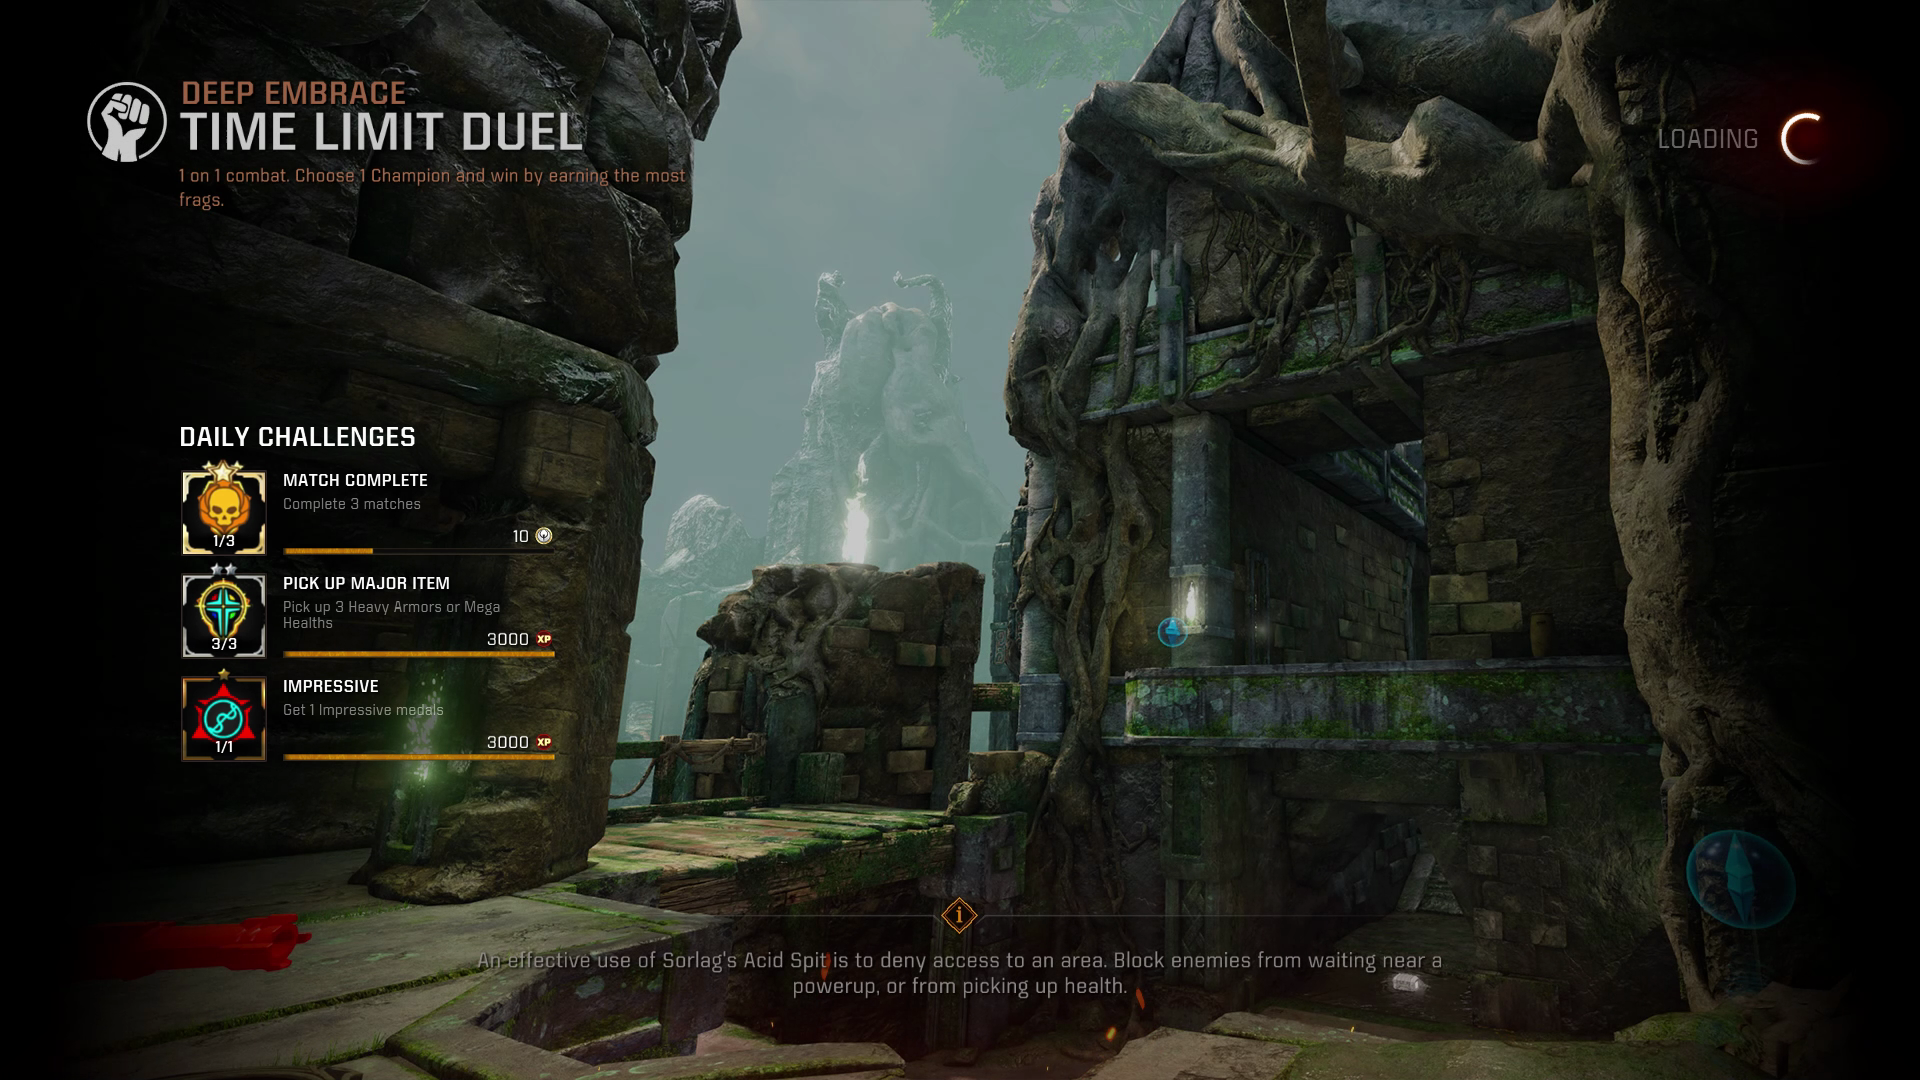 DEEP EMBRACE
TIME LIMIT DUEL
1 on 1 combat. Choose 1 Champion and win by earning the most
frags.
LOADING
DAILY CHALLENGES
MATCH COMPLETE
Complete 3 matches
1/3
10
PICK UP MAJOR ITEM
Pick up 3 Heavy Armors or Mega
Healths
3/3
3000 XP
IMPRESSIVE
Get 1 Impressive medals
1/1
3000 XP
i
An effective use of Sorlag's Acid Spit is to deny access to an area. Block enemies from waiting near a
powerup, or from picking up health.